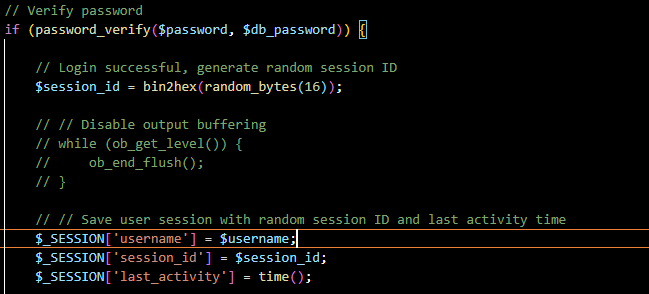 // Verify password
if (password_verify($password, $db_password)) {
// Login successful, generate random session ID
$session_id = bin2hex(random_bytes(16));
// // Disable output buffering
// while (ob_get_level()) {
//     ob_end_flush();
// }
// // Save user session with random session ID and last activity time
$_SESSION['username'] = $username;
$_SESSION['session_id'] = $session_id;
$_SESSION['last_activity'] = time();